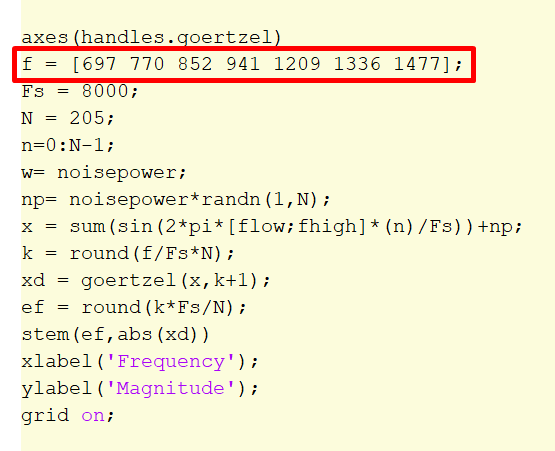 axes(handles.goertzel)
f = [697 770 852 941 1209 1336 1477];
Fs = 8000;
N = 205;
n=0:N-1;
w= noisepower;
np= noisepower*randn(1,N);
x = sum(sin(2*pi*[flow;fhigh]*(n)/Fs))+np;
k = round(f/Fs*N);
xd = goertzel(x,k+1);
ef = round(k*Fs/N);
stem(ef,abs(xd))
xlabel('Frequency');
ylabel('Magnitude');
grid on;